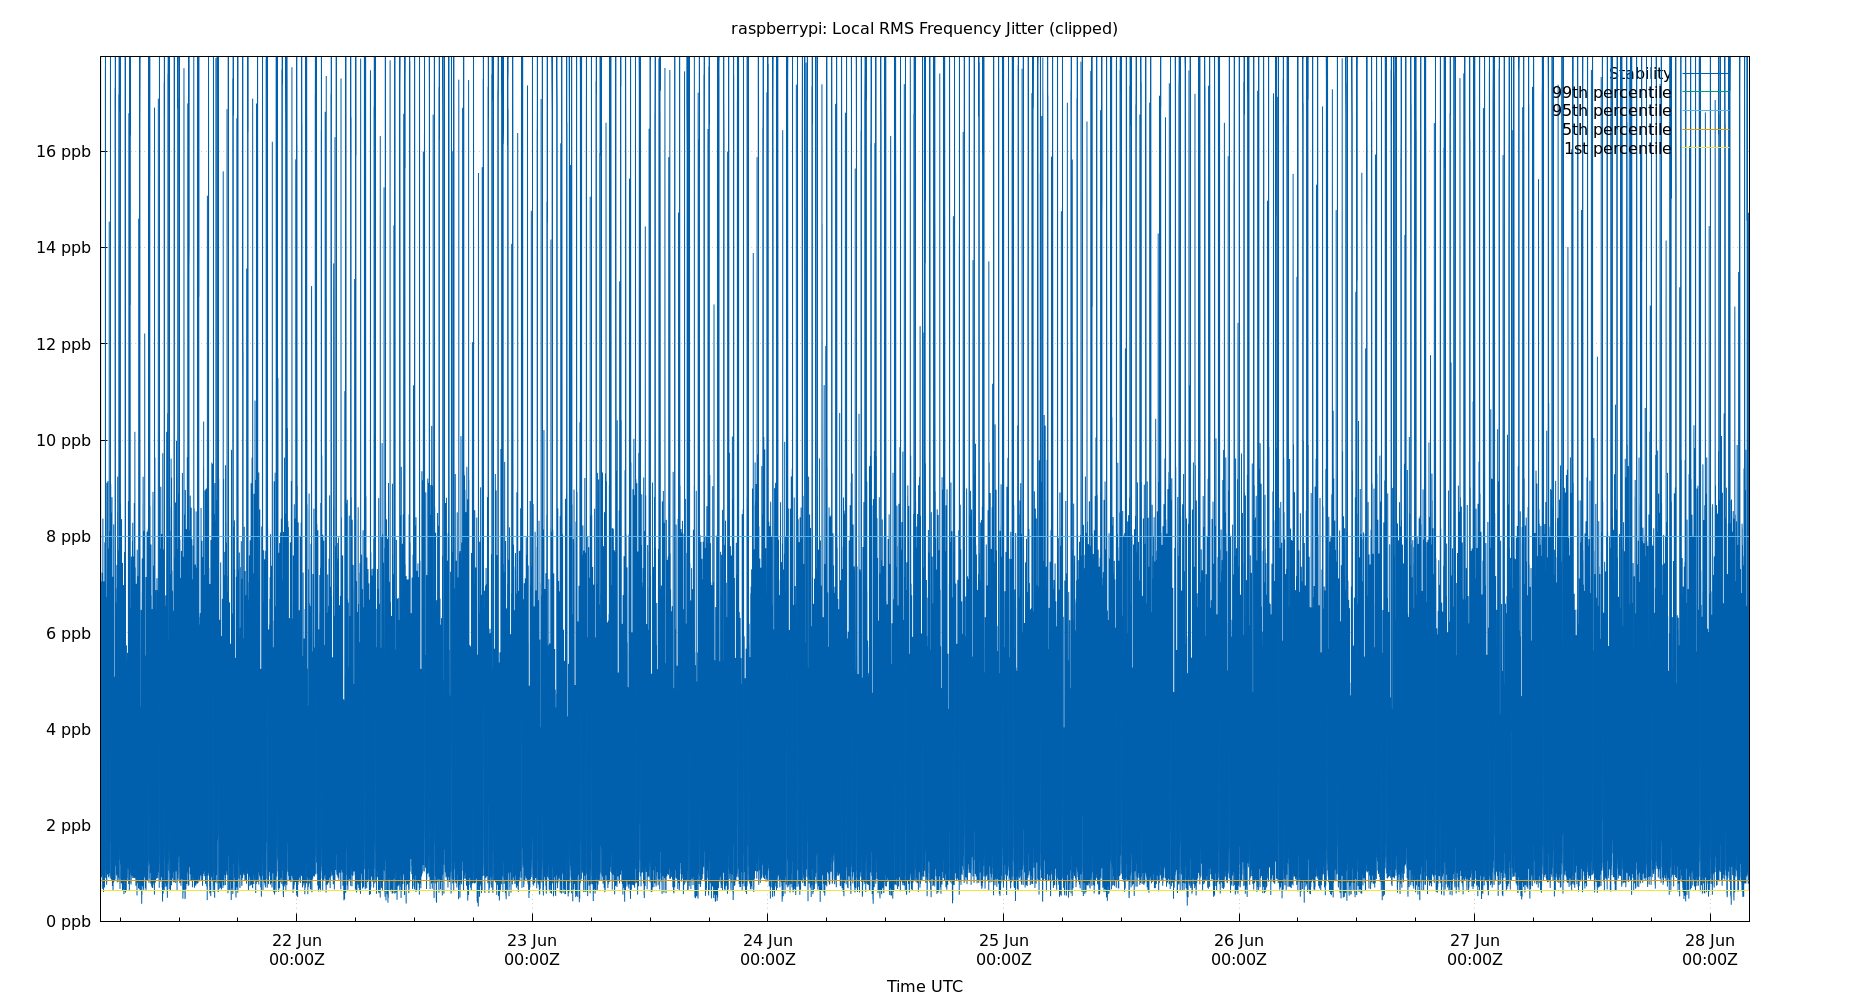 raspberrypi: Local RMS Frequency Jitter (clipped)
Stability
99th percentile
95th percentile
5th percentile
1st percentile
16 ppb
14 ppb
12 ppb
10 ppb
8 ppb
6 ppb
4 ppb
2 ppb
0 ppb
22 Jun 23 Jun 24 Jun 25 Jun 26 Jun 27 Jun 28 Jun
00:00Z 00:00Z 00:00Z 00:00Z 00:00Z 00:00Z 00:00Z
Time UTC